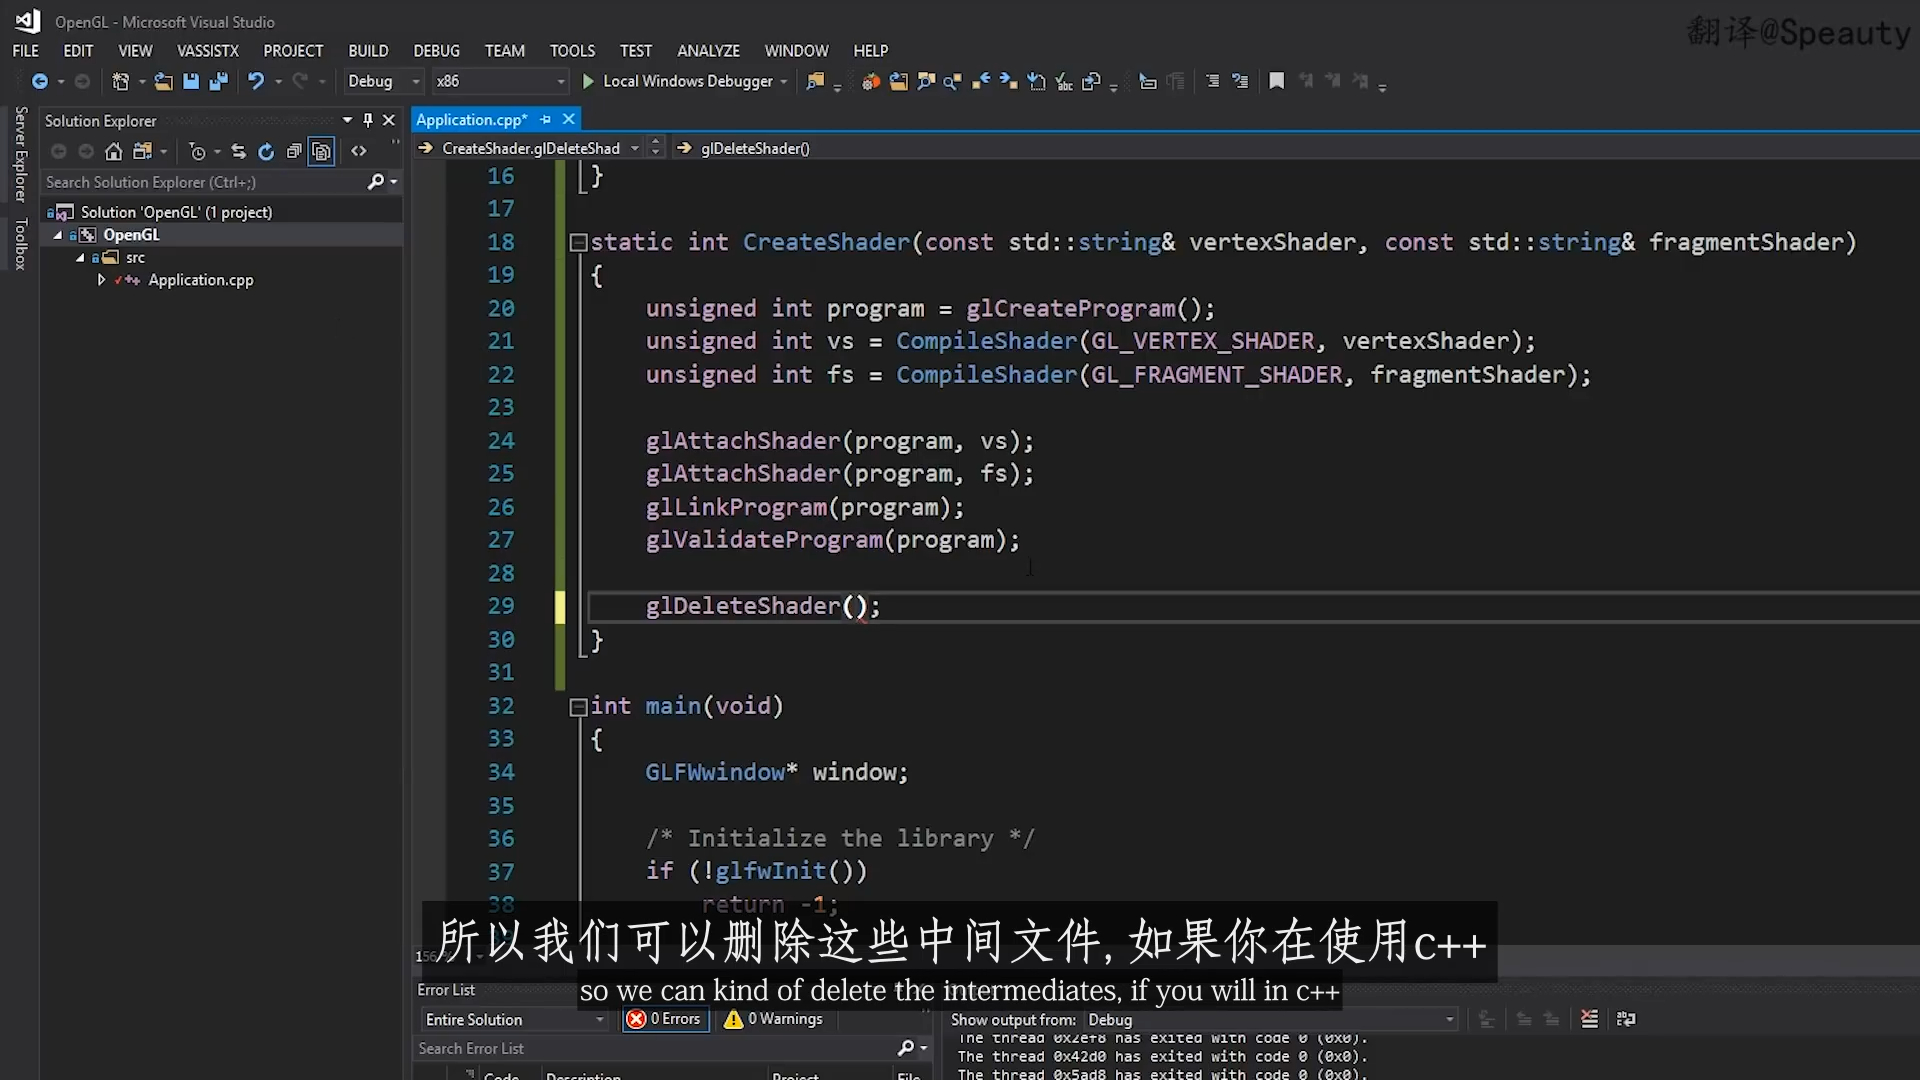 OpenGL - Microsoft Visual Studio
翻译@Speauty
FILE EDIT VIEW VASSISTX PROJECT BUILD DEBUG TEAM TOOLS TEST ANALYZE WINDOW HELP
Debug x86 Local Windows Debugger
Server Explorer
Toolbox
Solution Explorer
Search Solution Explorer (Ctrl+;)
Solution 'OpenGL' (1 project)
OpenGL
src
Application.cpp
Application.cpp*
CreateShader.glDeleteShad glDeleteShader()
16 }
17
18 static int CreateShader(const std::string& vertexShader, const std::string& fragmentShader)
19 {
20 unsigned int program = glCreateProgram();
21 unsigned int vs = CompileShader(GL_VERTEX_SHADER, vertexShader);
22 unsigned int fs = CompileShader(GL_FRAGMENT_SHADER, fragmentShader);
23
24 glAttachShader(program, vs);
25 glAttachShader(program, fs);
26 glLinkProgram(program);
27 glValidateProgram(program);
28
29 glDeleteShader();
30 }
31
32 int main(void)
33 {
34 GLFWwindow* window;
35
36 /* Initialize the library */
37 if (!glfwInit())
38 return -1;
所以我们可以删除这些中间文件, 如果你在使用c++
so we can kind of delete the intermediates, if you will in c++
Error List
Entire Solution 0 Errors 0 Warnings
Search Error List
Code Description Project File
Show output from: Debug
The thread 0x2ef8 has exited with code 0 (0x0).
The thread 0x42d0 has exited with code 0 (0x0).
The thread 0x5ad8 has exited with code 0 (0x0).